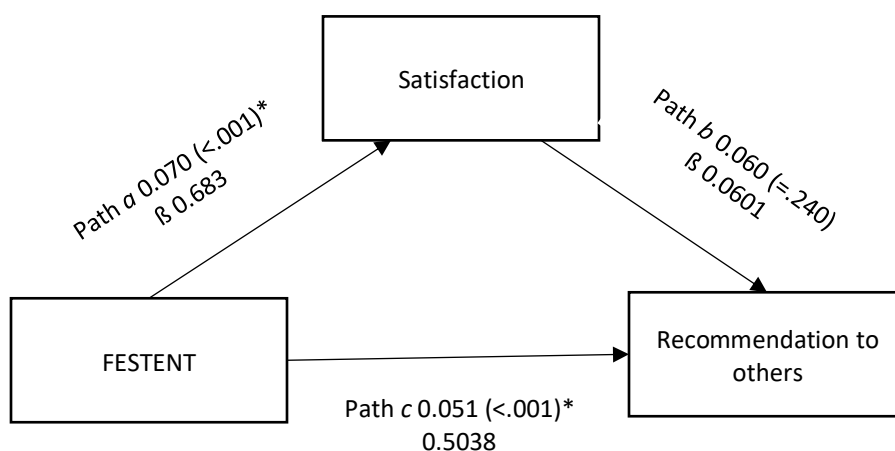 Satisfaction
Path a 0.070 (<.001)*
ß 0.683
Path b 0.060 (=.240)
ß 0.0601
FESTENT
Recommendation to
others
Path c 0.051 (<.001)*
0.5038